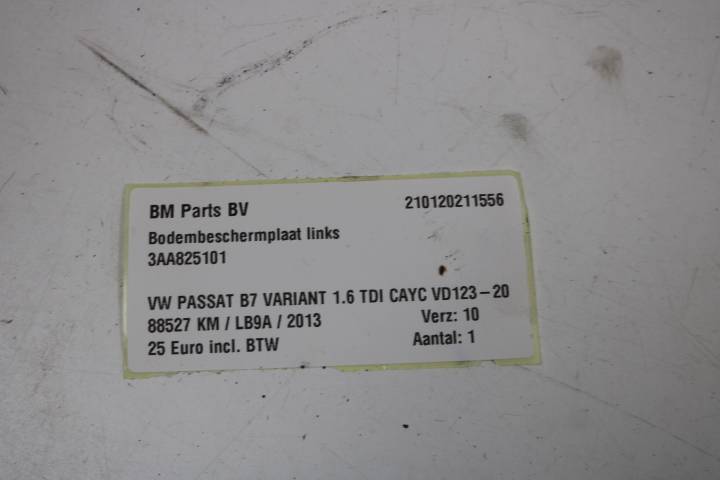 BM Parts BV 210120211556
Bodembeschermplaat links
3AA825101
VW PASSAT B7 VARIANT 1.6 TDI CAYC VD123-20
88527 KM / LB9A / 2013 Verz: 10
25 Euro incl. BTW Aantal: 1